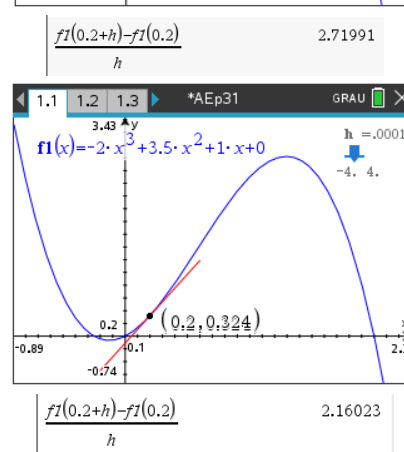 f1(0.2+h)−f1(0.2)
h
2.71991
1.1 1.2 1.3 *AEp31 GRAU
3.43 y
f1(x)=-2·x^3+3.5·x^2+1·x+0
h =.0001
-4. 4.
0.2
(0.2,0.324)
x
-0.89
0.1
2.
-0.74
f1(0.2+h)−f1(0.2)
h
2.16023